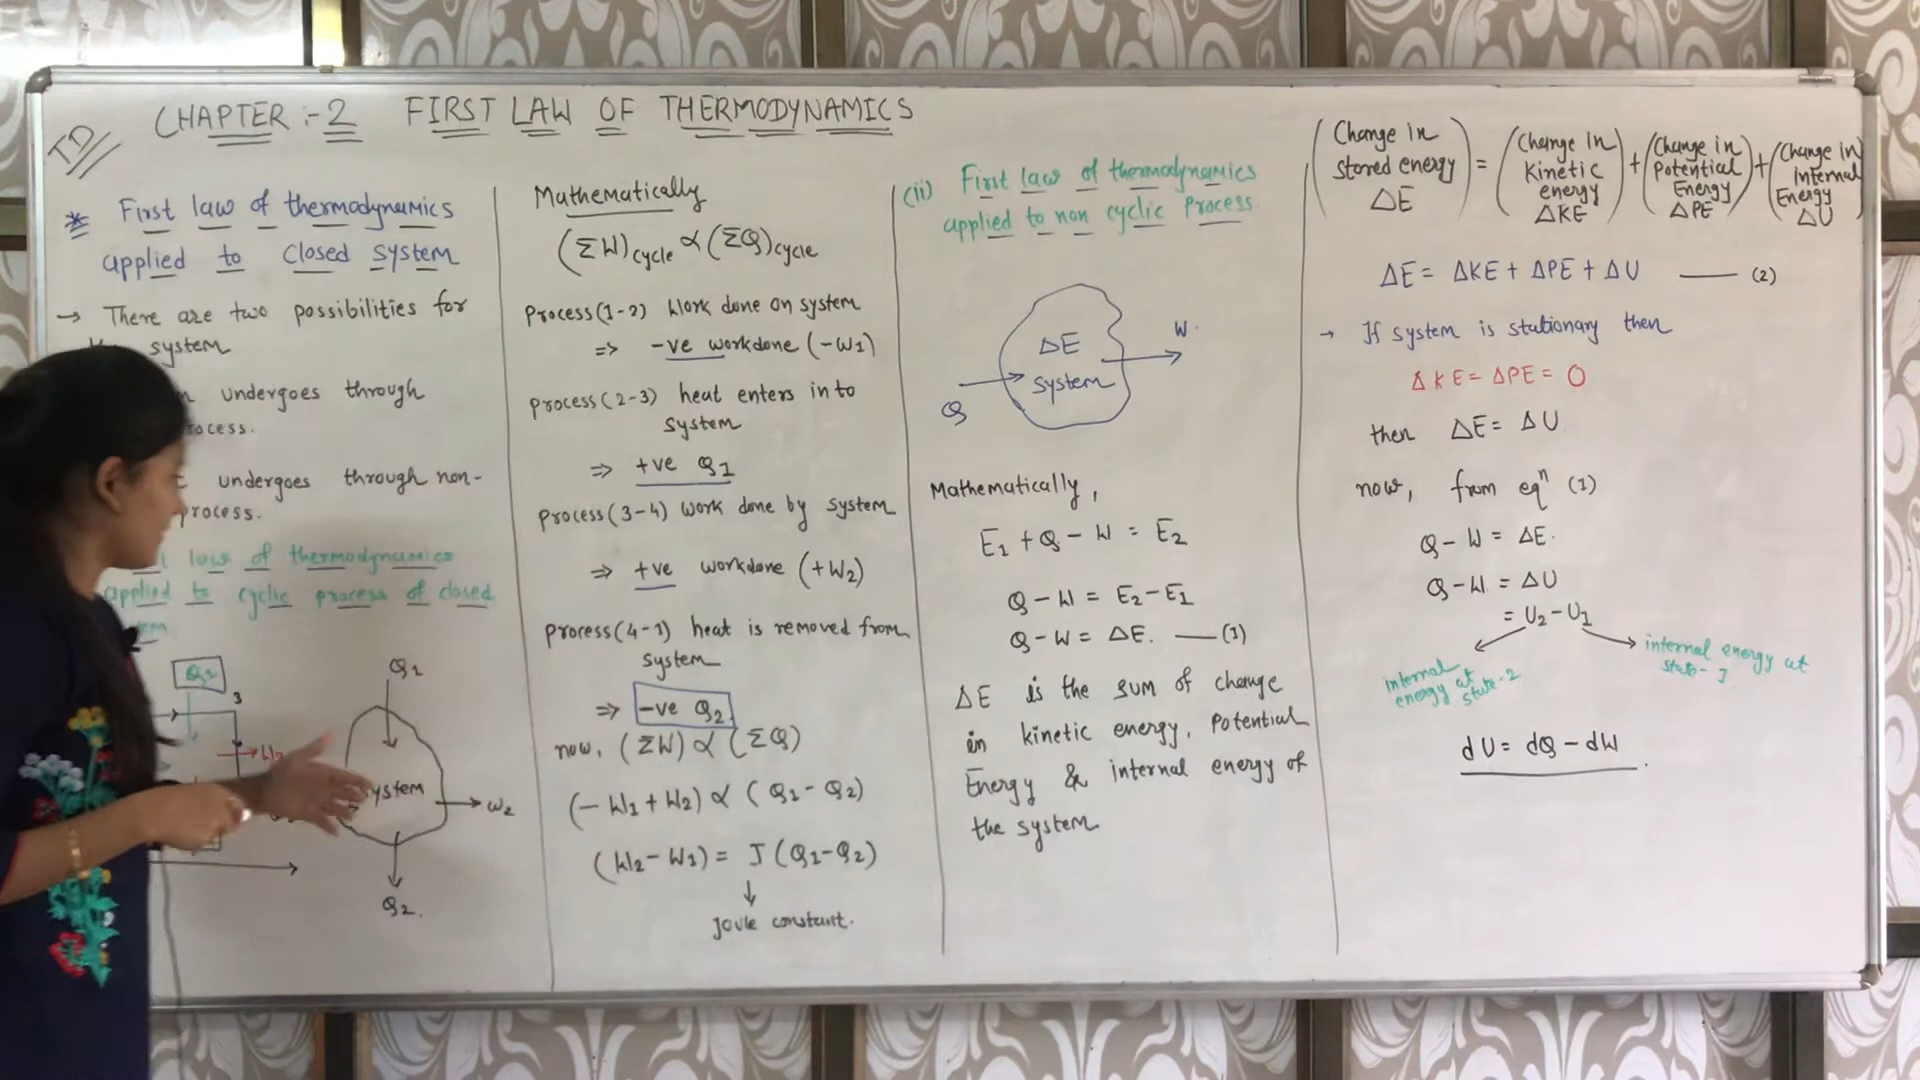 TD
CHAPTER :- 2 FIRST LAW OF THERMODYNAMICS
* First law of thermodynamics
applied to closed system
→ There are two possibilities for
system
undergoes through
undergoes through non-
process.
law of thermodynamics
applied to cyclic process of closed
3
Q1
System
W2
Q2.
Mathematically
(ΣW)cycle ∝ (ΣQ)cycle
Process(1-2) Work done on system
⇒ -ve workdone (-W1)
Process(2-3) heat enters in to
system
⇒ +ve Q1
Process(3-4) work done by system
⇒ +ve workdone (+W2)
Process(4-1) heat is removed from
system
⇒ -ve Q2.
now, (ΣW) ∝ (ΣQ)
(-W1 + W2) ∝ (Q1 - Q2)
(W2 - W1) = J (Q1 - Q2)
↓
Joule constant.
(ii) First law of thermodynamics
applied to non cyclic Process.
ΔE
system
Q
W
Mathematically,
E1 + Q - W = E2
Q - W = E2 - E1
Q - W = ΔE. — (1)
ΔE is the sum of change
in kinetic energy, Potential
Energy & internal energy of
the system
(Change in stored energy ΔE) = (Change in Kinetic energy ΔKE) + (Change in Potential Energy ΔPE) + (Change in Internal Energy ΔU)
ΔE = ΔKE + ΔPE + ΔU — (2)
→ If system is stationary then
ΔKE = ΔPE = 0
then ΔE = ΔU
now, from eqn (1)
Q - W = ΔE.
Q - W = ΔU
= U2 - U1
internal energy at state-2
internal energy at state-1
dU = dQ - dW.